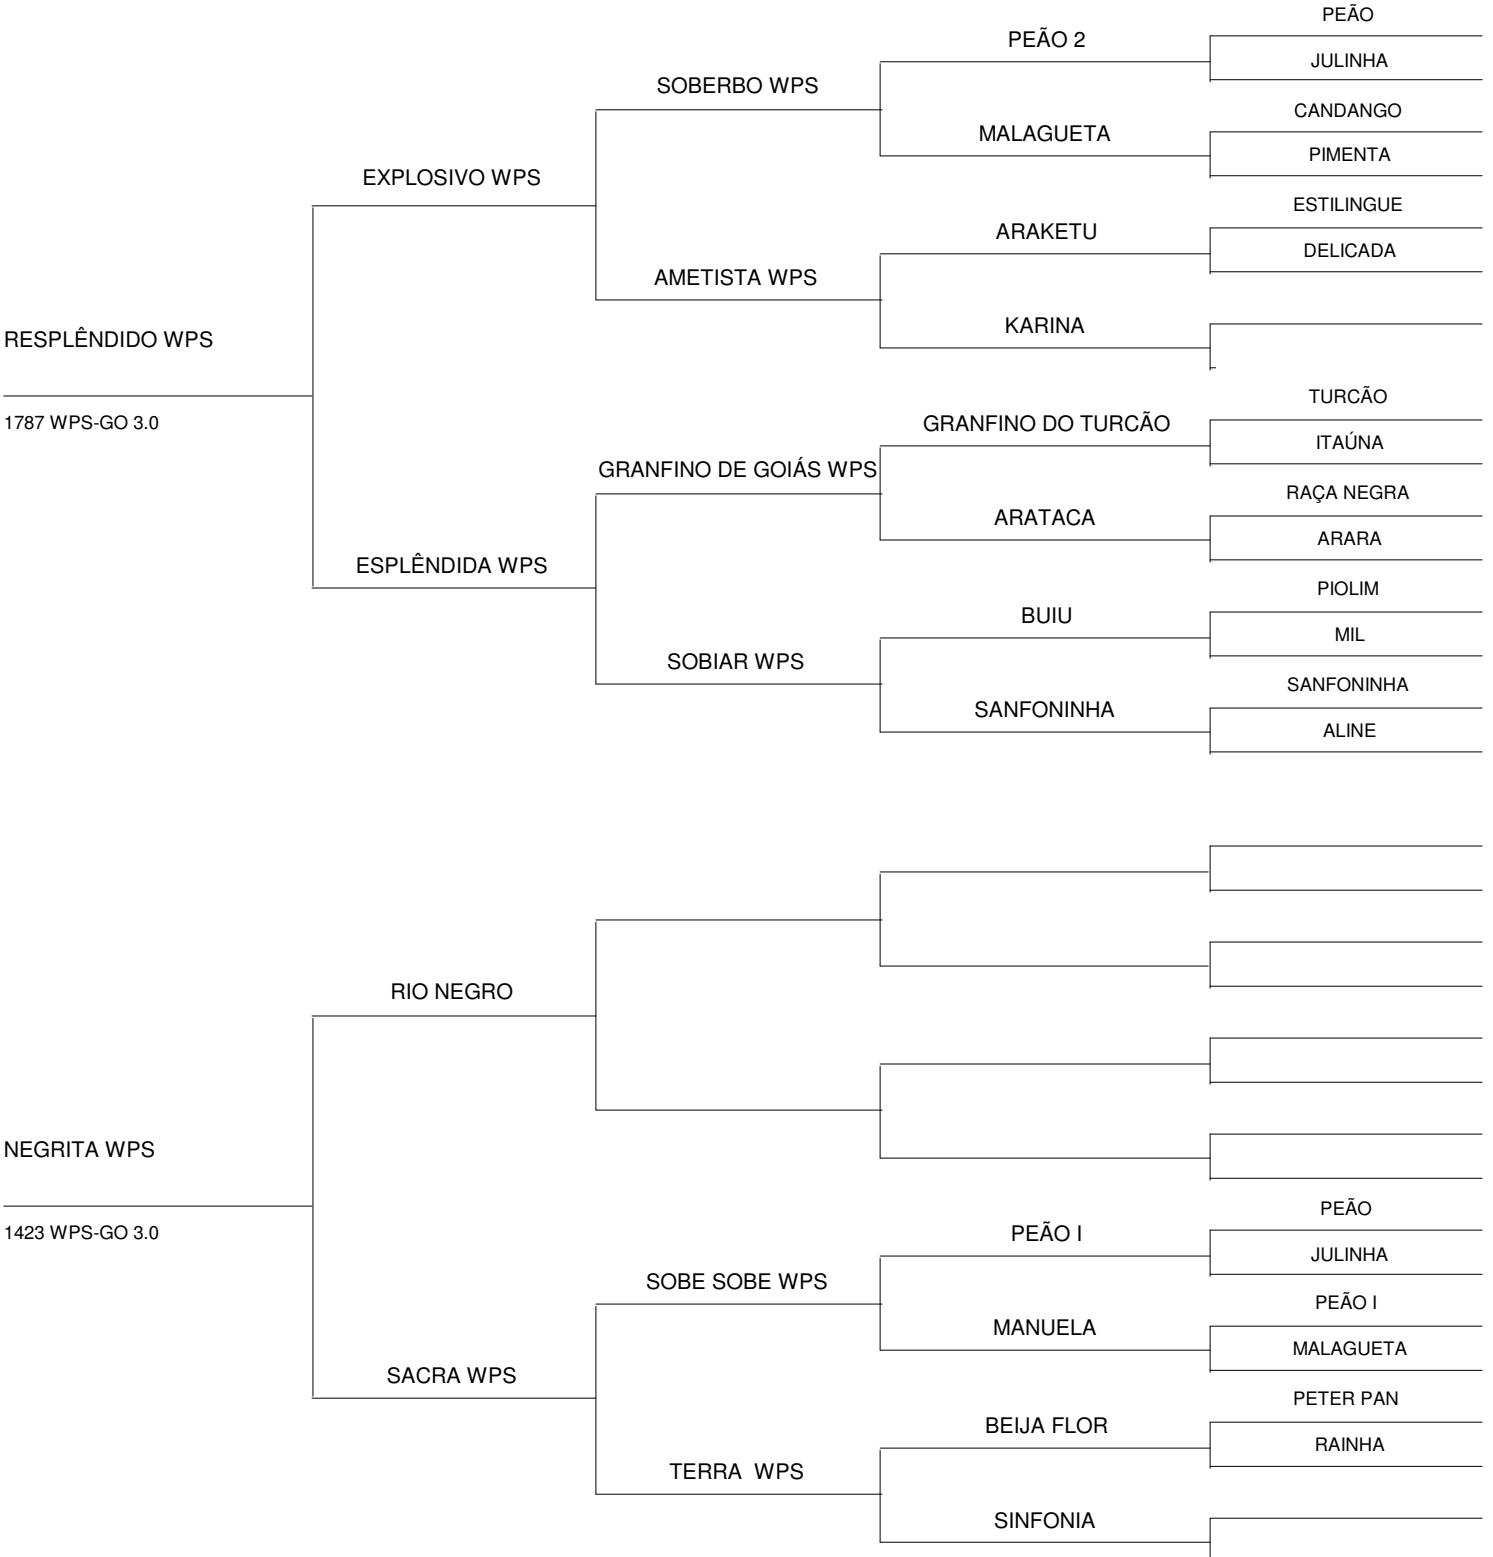 PEÃO
PEÃO 2
JULINHA
SOBERBO WPS
CANDANGO
MALAGUETA
PIMENTA
EXPLOSIVO WPS
ESTILINGUE
ARAKETU
DELICADA
AMETISTA WPS
KARINA
RESPLÊNDIDO WPS
TURCÃO
1787 WPS-GO 3.0
GRANFINO DO TURCÃO
ITAÚNA
GRANFINO DE GOIÁS WPS
RAÇA NEGRA
ARATACA
ARARA
ESPLÊNDIDA WPS
PIOLIM
BUIU
MIL
SOBIAR WPS
SANFONINHA
SANFONINHA
ALINE
RIO NEGRO
NEGRITA WPS
PEÃO
1423 WPS-GO 3.0
PEÃO I
JULINHA
SOBE SOBE WPS
PEÃO I
MANUELA
MALAGUETA
SACRA WPS
PETER PAN
BEIJA FLOR
RAINHA
TERRA  WPS
SINFONIA